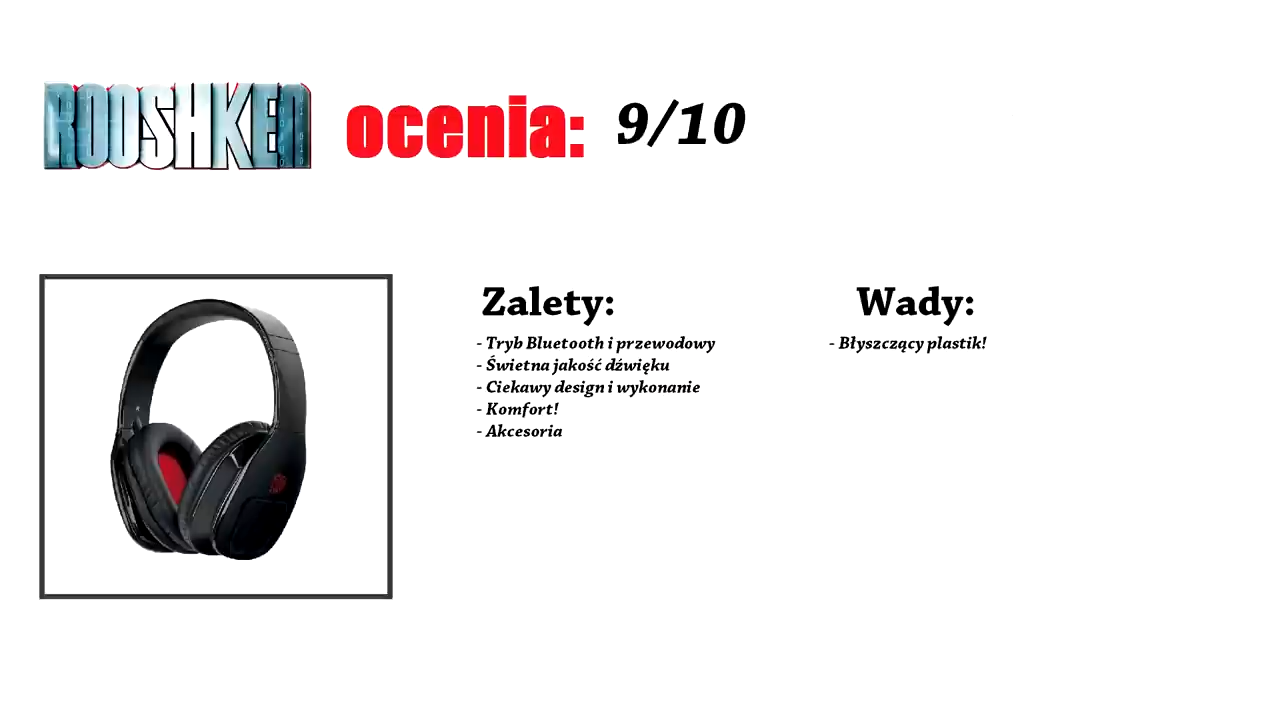 ROOSHKEN ocenia: 9/10
Zalety:
- Tryb Bluetooth i przewodowy
- Świetna jakość dźwięku
- Ciekawy design i wykonanie
- Komfort!
- Akcesoria
Wady:
- Błyszczący plastik!